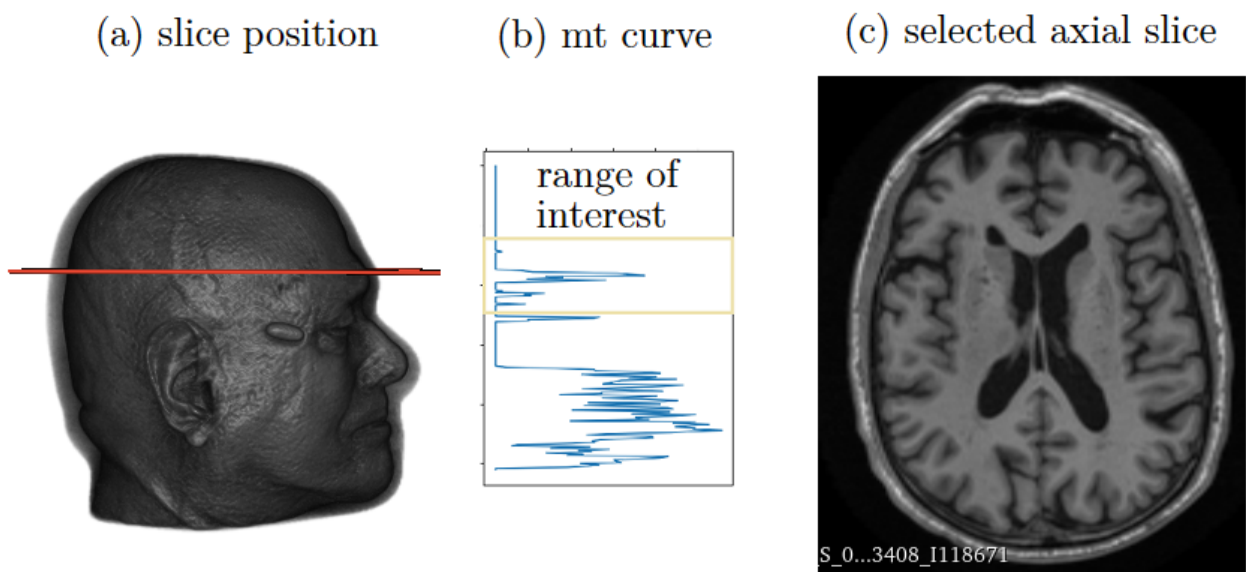 (a) slice position
(b) mt curve
(c) selected axial slice
range of
interest
S_0...3408_I118671